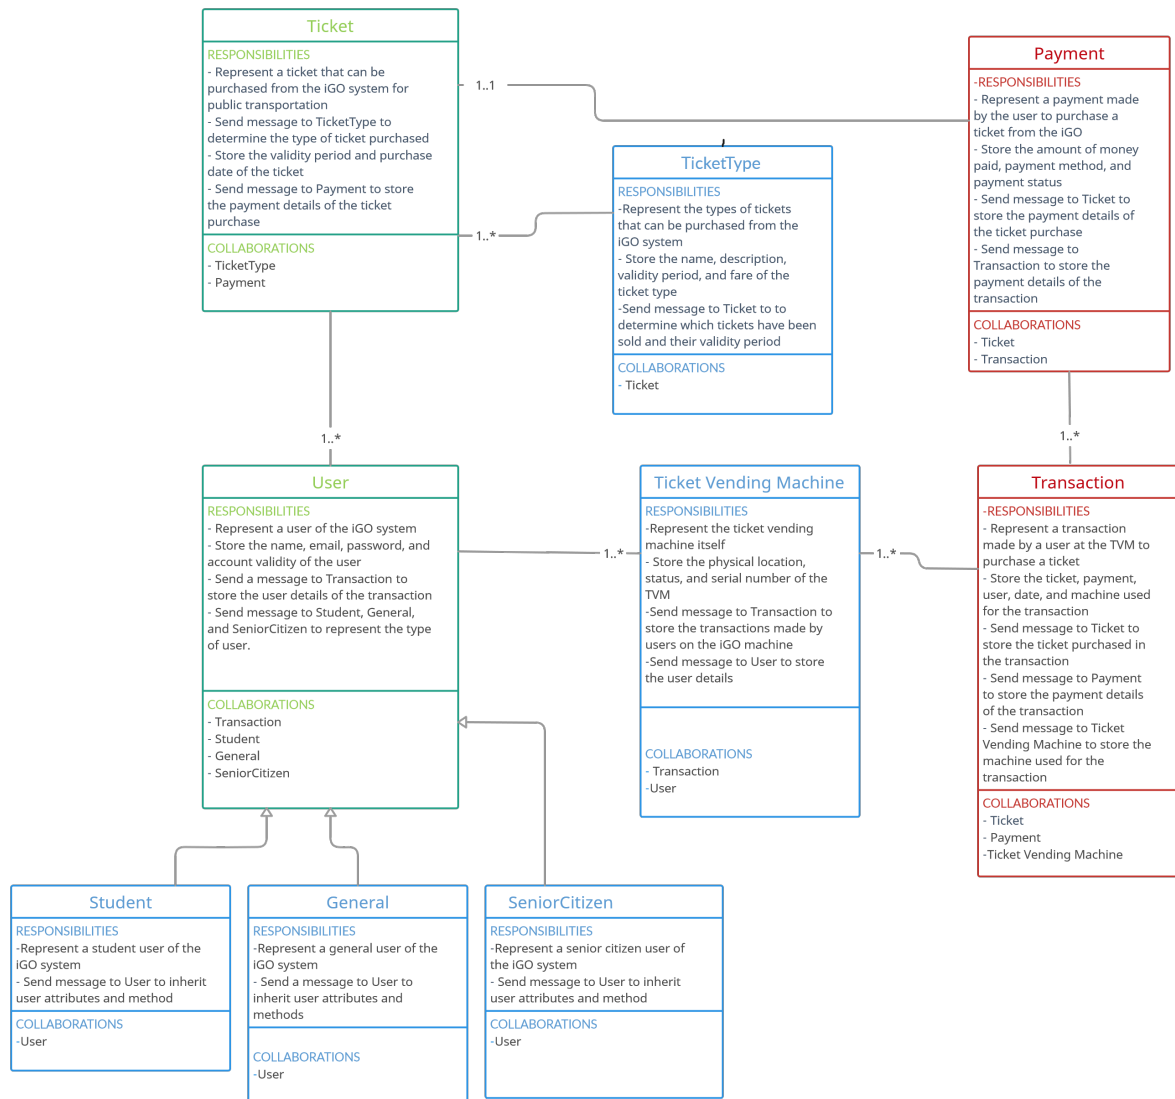 Ticket
RESPONSIBILITIES
- Represent a ticket that can be
purchased from the iGO system for
public transportation
- Send message to TicketType to
determine the type of ticket purchased
- Store the validity period and purchase
date of the ticket
- Send message to Payment to store
the payment details of the ticket
purchase
COLLABORATIONS
- TicketType
- Payment
1..1
1..*
TicketType
RESPONSIBILITIES
-Represent the types of tickets
that can be purchased from the
iGO system
- Store the name, description,
validity period, and fare of the
ticket type
-Send message to Ticket to to
determine which tickets have been
sold and their validity period
COLLABORATIONS
- Ticket
Payment
-RESPONSIBILITIES
- Represent a payment made
by the user to purchase a
ticket from the iGO
- Store the amount of money
paid, payment method, and
payment status
- Send message to Ticket to
store the payment details of
the ticket purchase
- Send message to
Transaction to store the
payment details of the
transaction
COLLABORATIONS
- Ticket
- Transaction
1..*
1..*
User
RESPONSIBILITIES
- Represent a user of the iGO system
- Store the name, email, password, and
account validity of the user
- Send a message to Transaction to
store the user details of the transaction
- Send message to Student, General,
and SeniorCitizen to represent the type
of user.
COLLABORATIONS
- Transaction
- Student
- General
- SeniorCitizen
1..*
Ticket Vending Machine
RESPONSIBILITIES
-Represent the ticket vending
machine itself
- Store the physical location,
status, and serial number of the
TVM
-Send message to Transaction to
store the transactions made by
users on the iGO machine
-Send message to User to store
the user details
COLLABORATIONS
- Transaction
-User
1..*
Transaction
-RESPONSIBILITIES
- Represent a transaction
made by a user at the TVM to
purchase a ticket
- Store the ticket, payment,
user, date, and machine used
for the transaction
- Send message to Ticket to
store the ticket purchased in
the transaction
- Send message to Payment
to store the payment details
of the transaction
- Send message to Ticket
Vending Machine to store the
machine used for the
transaction
COLLABORATIONS
- Ticket
- Payment
-Ticket Vending Machine
Student
RESPONSIBILITIES
-Represent a student user of the
iGO system
- Send message to User to inherit
user attributes and method
COLLABORATIONS
-User
General
RESPONSIBILITIES
-Represent a general user of the
iGO system
- Send a message to User to
inherit user attributes and
methods
COLLABORATIONS
-User
SeniorCitizen
RESPONSIBILITIES
-Represent a senior citizen user of
the iGO system
- Send message to User to inherit
user attributes and method
COLLABORATIONS
-User